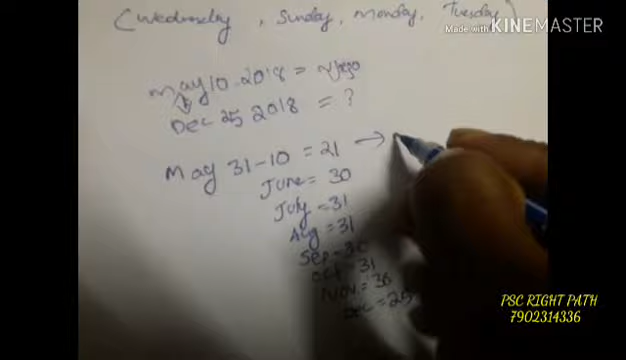 (Wednesday, Sunday, Monday, Tuesday)
Made with KINEMASTER
May 10 - 2018 =
Dec 25 2018 = ?
May 31-10 = 21 →
June = 30
July = 31
Aug = 31
Sep - 30
Oct - 31
Nov = 30
Dec = 25
PSC RIGHT PATH
7902314336